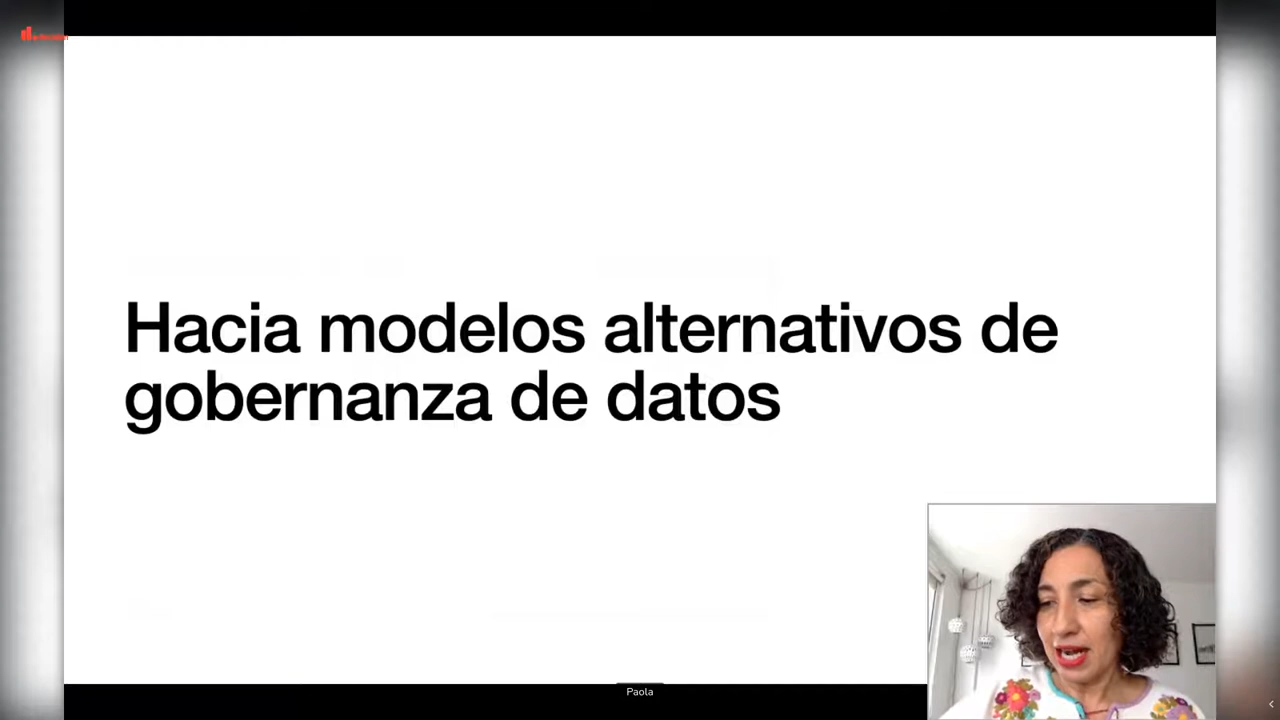 Hacia modelos alternativos de
gobernanza de datos
Paola